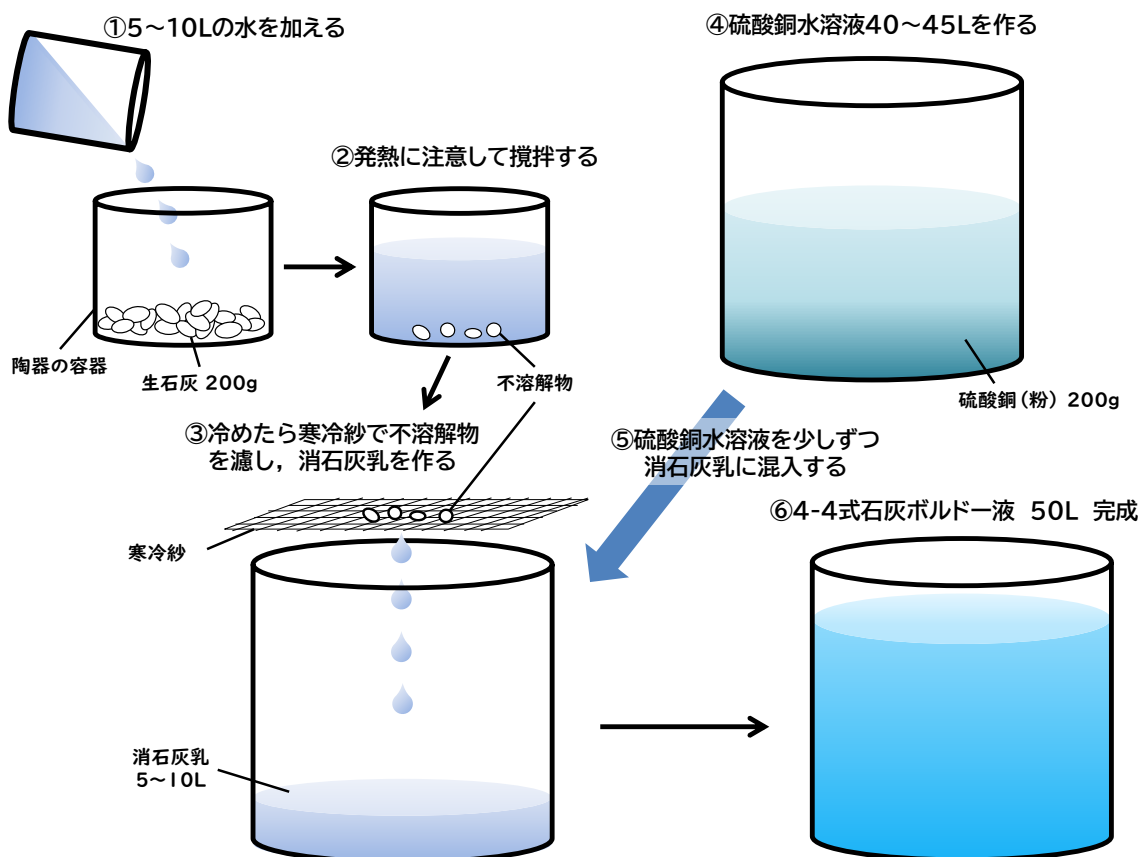 ①5～10Lの水を加える
②発熱に注意して撹拌する
陶器の容器
生石灰 200g
不溶解物
③冷めたら寒冷紗で不溶解物
を濾し，消石灰乳を作る
寒冷紗
消石灰乳
5～10L
④硫酸銅水溶液40～45Lを作る
硫酸銅（粉） 200g
⑤硫酸銅水溶液を少しずつ
消石灰乳に混入する
⑥4-4式石灰ボルドー液 50L 完成